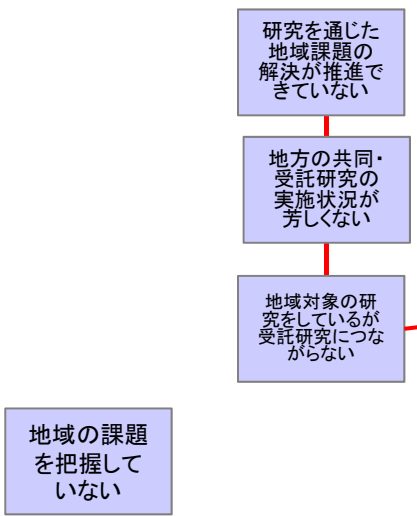 研究を通じた
地域課題の
解決が推進で
きていない
地方の共同・
受託研究の
実施状況が
芳しくない
地域対象の研
究をしているが
受託研究につな
がらない
地域の課題
を把握して
いない